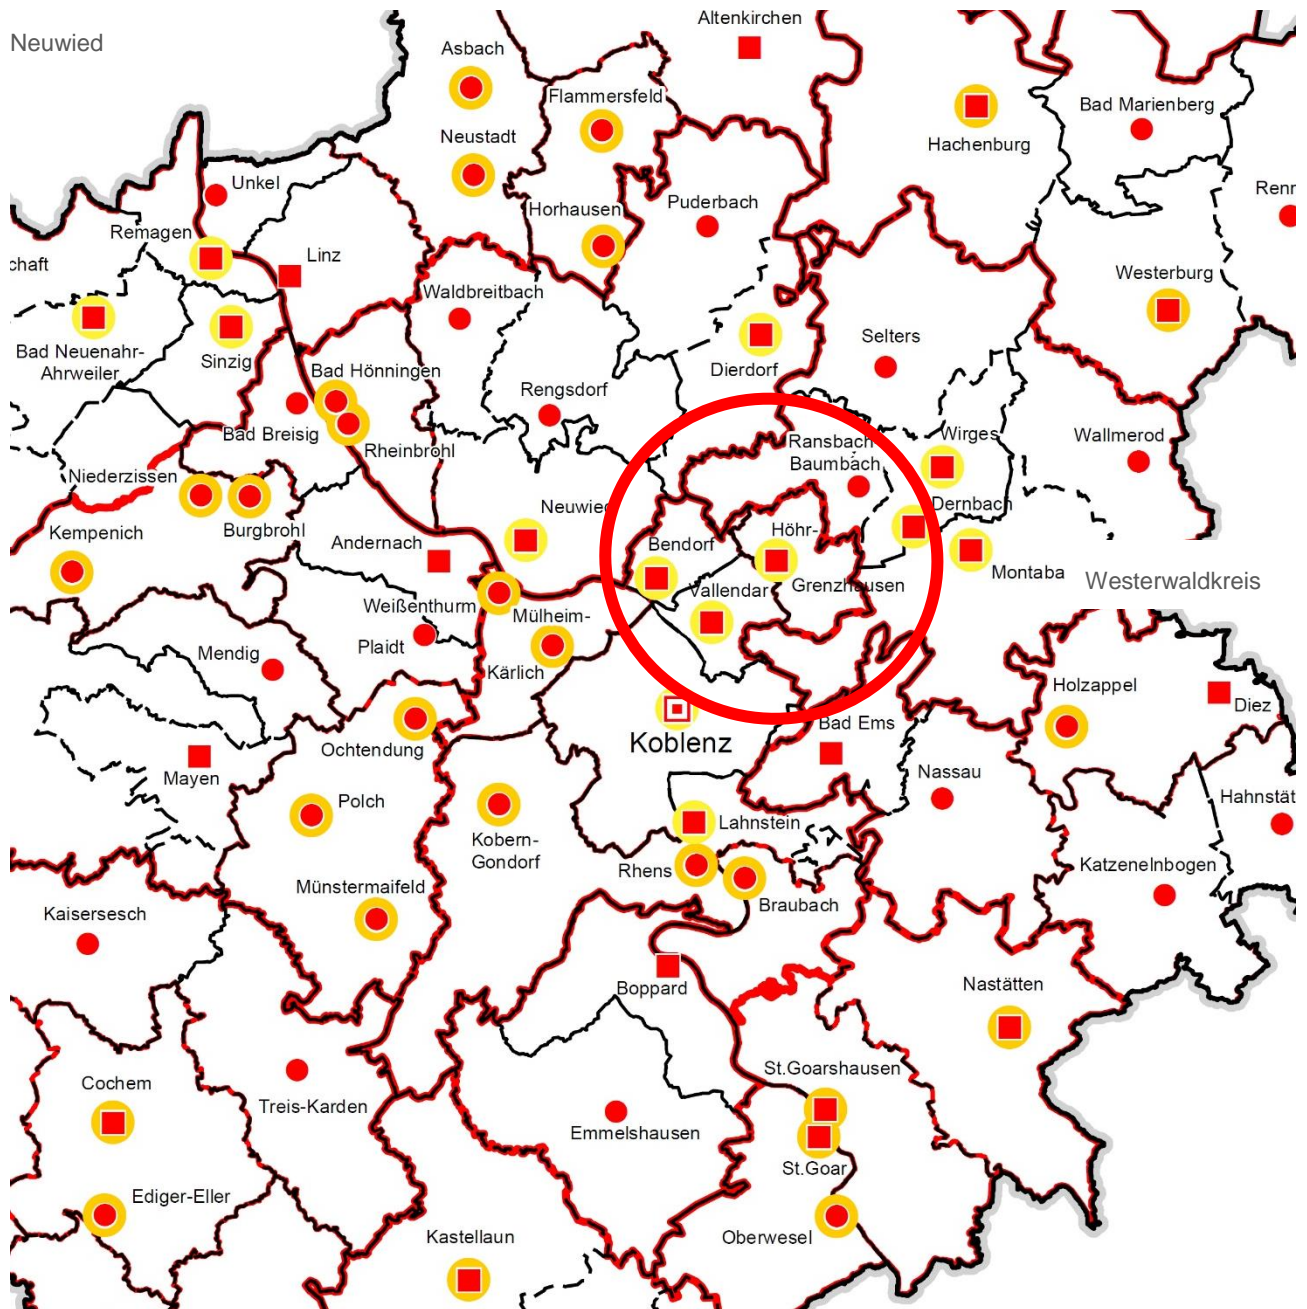 Altenkirchen
Neuwied
Asbach
Flammersfeld
Bad Marienberg
Neustadt
Hachenburg
Unkel
Renn
Puderbach
Horhausen
Remagen
Linz
chaft
Westerburg
Waldbreitbach
Selters
Bad Neuenahr-
Ahrweiler
Sinzig
Dierdorf
Bad Hönningen
Rengsdorf
Bad Breisig
Rheinbrohl
Ransbach
Baumbach
Wirges
Wallmerod
Niederzissen
Dernbach
Neuwied
Burgbrohl
Kempenich
Andernach
Bendorf
Höhr-
Grenzhausen
Montaba
Westerwaldkreis
Vallendar
Weißenthurm
Mülheim-
Kärlich
Plaidt
Mendig
Holzappel
Diez
Koblenz
Bad Ems
Ochtendung
Mayen
Nassau
Hahnstät
Polch
Lahnstein
Kobern-
Gondorf
Rhens
Katzenelnbogen
Münstermaifeld
Braubach
Kaisersesch
Boppard
Nastätten
St.Goarshausen
Cochem
Treis-Karden
Emmelshausen
St.Goar
Ediger-Eller
Kastellaun
Oberwesel